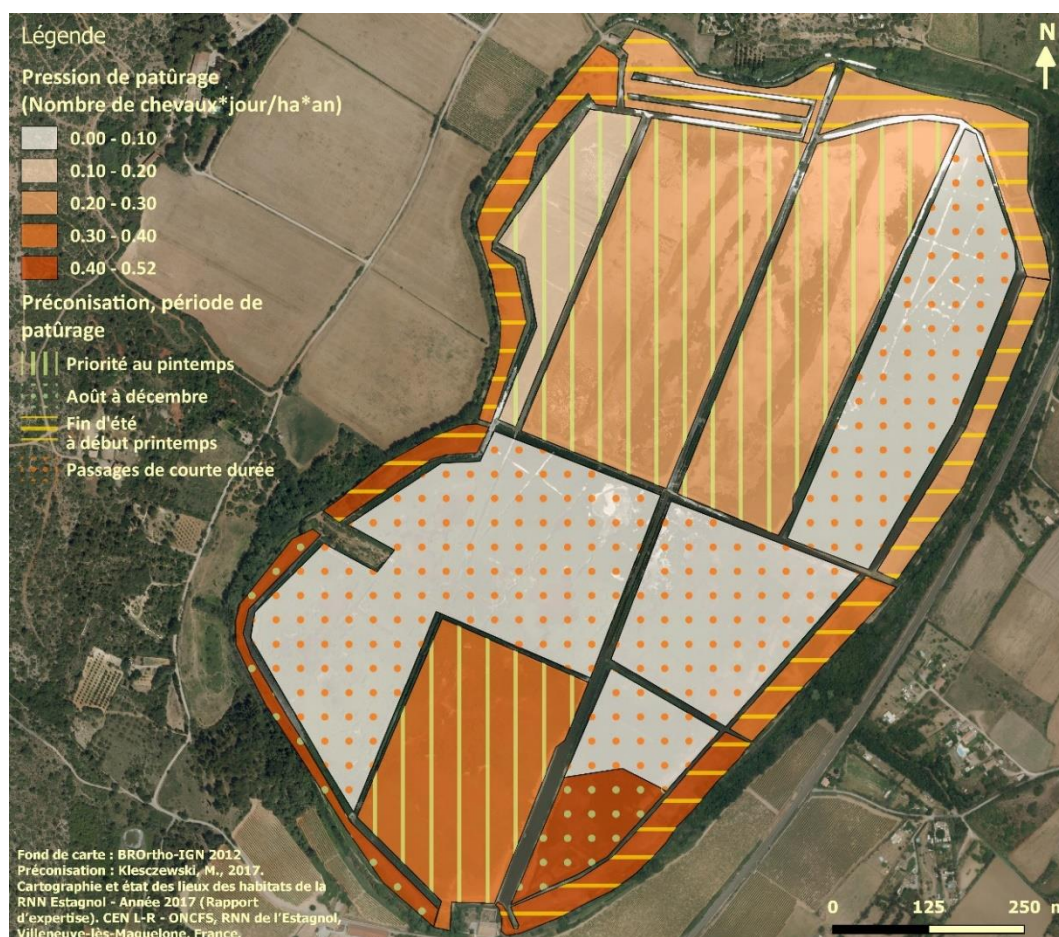 Légende
Pression de patûrage
(Nombre de chevaux*jour/ha*an)
0.00 - 0.10
0.10 - 0.20
0.20 - 0.30
0.30 - 0.40
0.40 - 0.52
Préconisation, période de
patûrage
Priorité au pintemps
Août à décembre
Fin d'été
à début printemps
Passages de courte durée
Fond de carte : BROrtho-IGN 2012
Préconisation : Klesczewski, M., 2017.
Cartographie et état des lieux des habitats de la
RNN Estagnol - Année 2017 (Rapport
d'expertise). CEN L-R - ONCFS, RNN de l'Estagnol,
Villeneuve-lès-Maguelone, France.
N
0 125 250 m